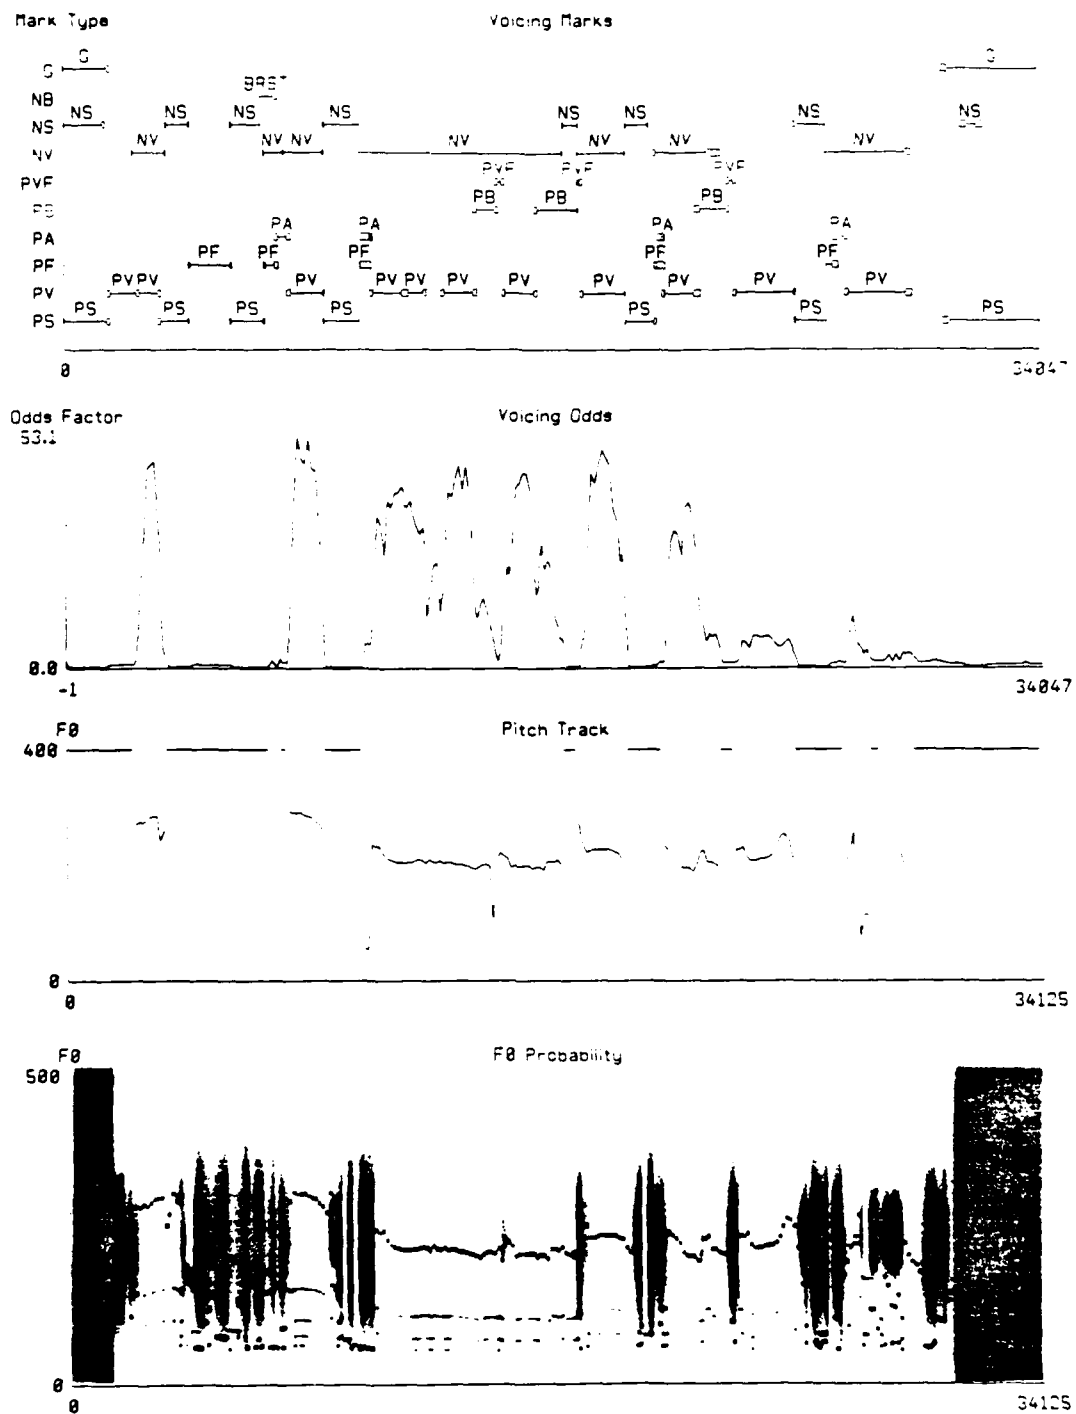 Mark Type Voicing Marks
G G
G
NB BRST
NS NS NS NS NS NS NS NS NS
NV NV NV NV NV NV NV NV
PVF PVF PVF PVF
PB PB PB
PA PA PA PA PA
PF PF PF PF PF PF
PV PV PV PV PV PV PV PV PV PV PV PV
PS PS PS PS PS PS PS PS
0 34047
Odds Factor Voicing Odds
53.1
0.0
-1 34047
F0 Pitch Track
400
0
0 34125
F0 F0 Probability
500
0
0 34125